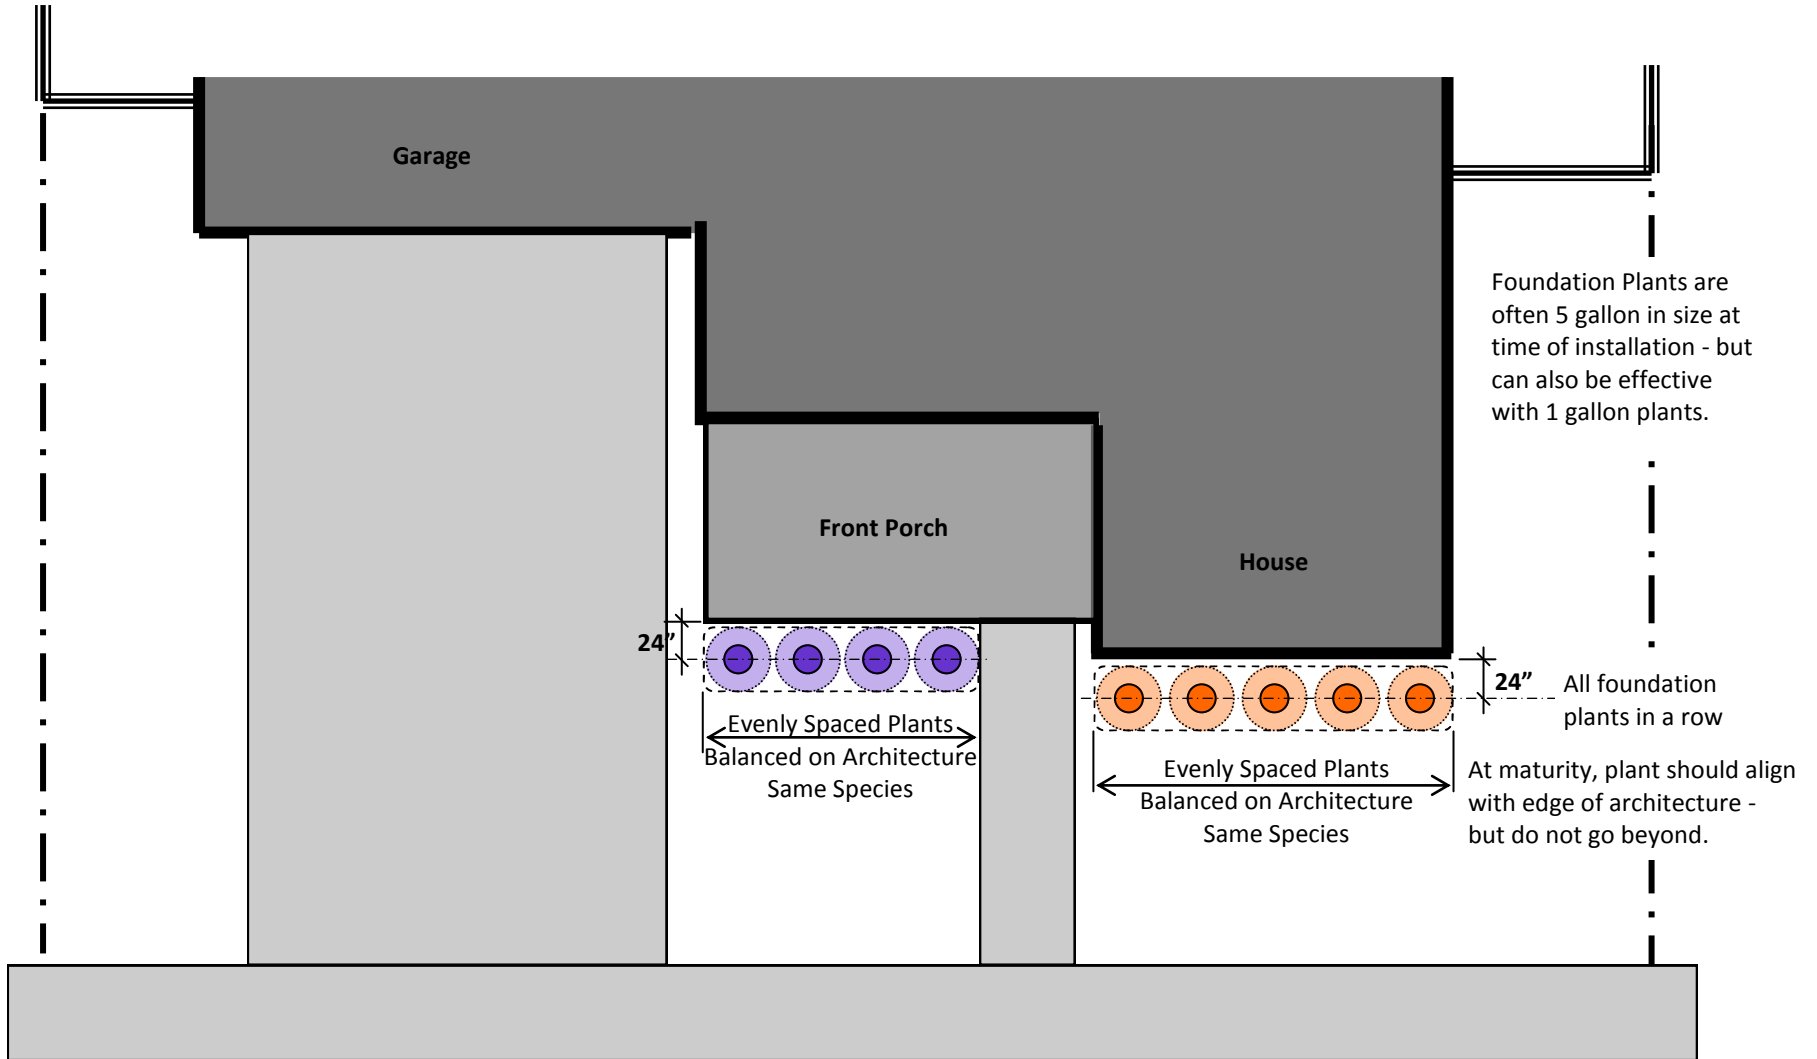 Garage
Foundation Plants are
often 5 gallon in size at
time of installation - but
can also be effective
with 1 gallon plants.
Front Porch
House
24”
24”
All foundation
plants in a row
Evenly Spaced Plants
Balanced on Architecture
Same Species
Evenly Spaced Plants
Balanced on Architecture
Same Species
At maturity, plant should align
with edge of architecture -
but do not go beyond.